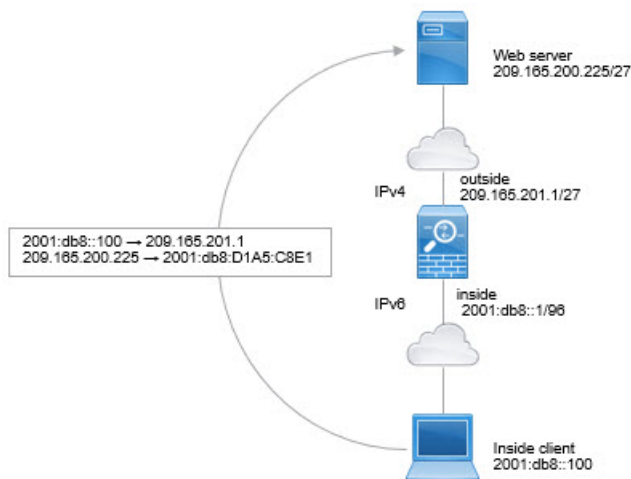 Web server
209.165.200.225/27
outside
209.165.201.1/27
IPv4
2001:db8::100 → 209.165.201.1
209.165.200.225 → 2001:db8:D1A5:C8E1
IPv6
inside
2001:db8::1/96
Inside client
2001:db8::100